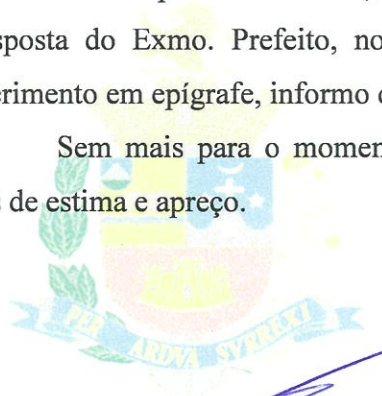 sposta do Exmo. Prefeito, no
erimento em epígrafe, informo
Sem mais para o momen
de estima e apreço.
PER ARDVA SVRREXI